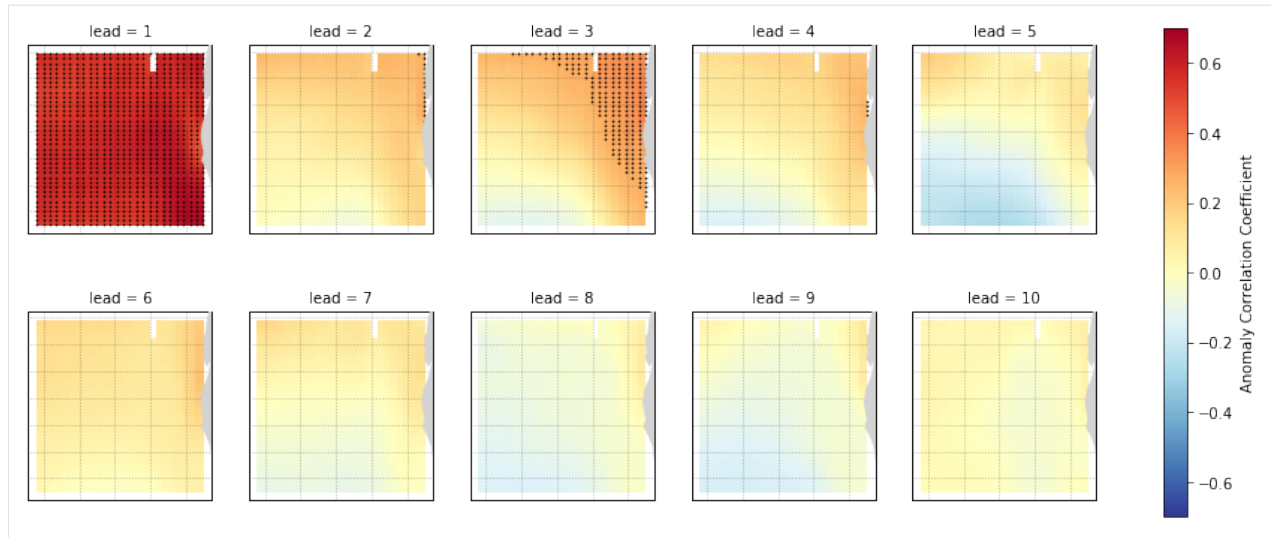 lead = 1
lead = 2
lead = 3
lead = 4
lead = 5
lead = 6
lead = 7
lead = 8
lead = 9
lead = 10
0.6
0.4
0.2
0.0
−0.2
−0.4
−0.6
Anomaly Correlation Coefficient